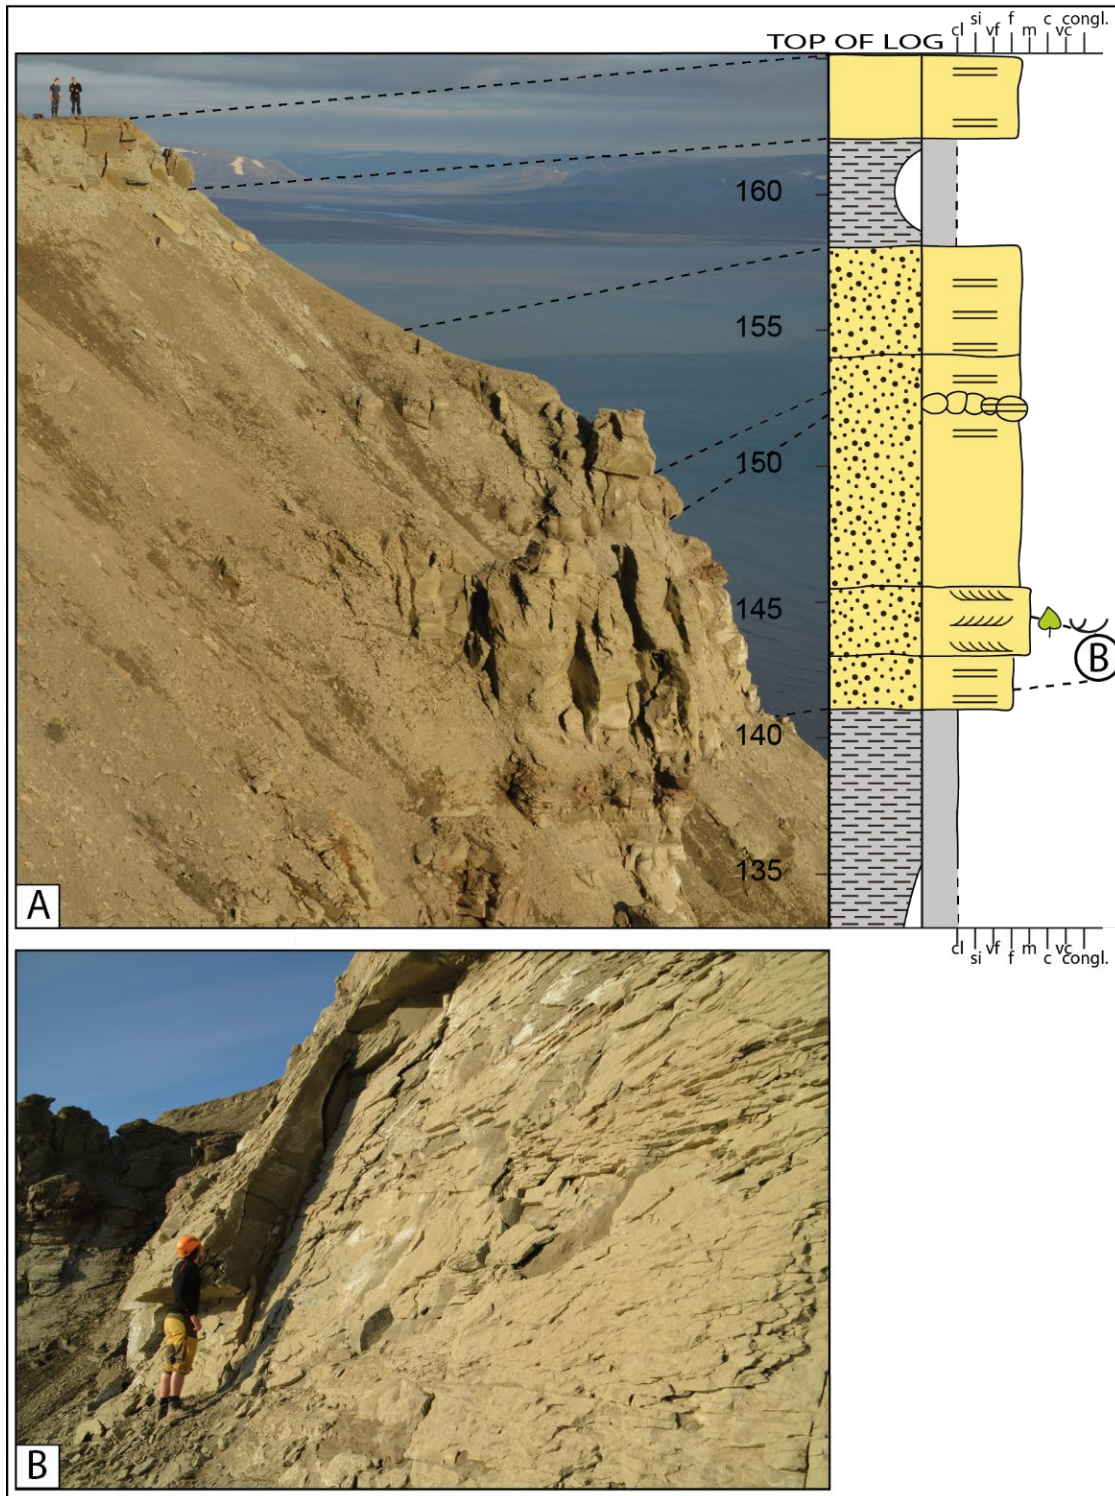 si f c congl.
cl vf m vc
TOP OF LOG
160
155
150
145
B
140
135
A
cl vf m vc
si f c congl.
B